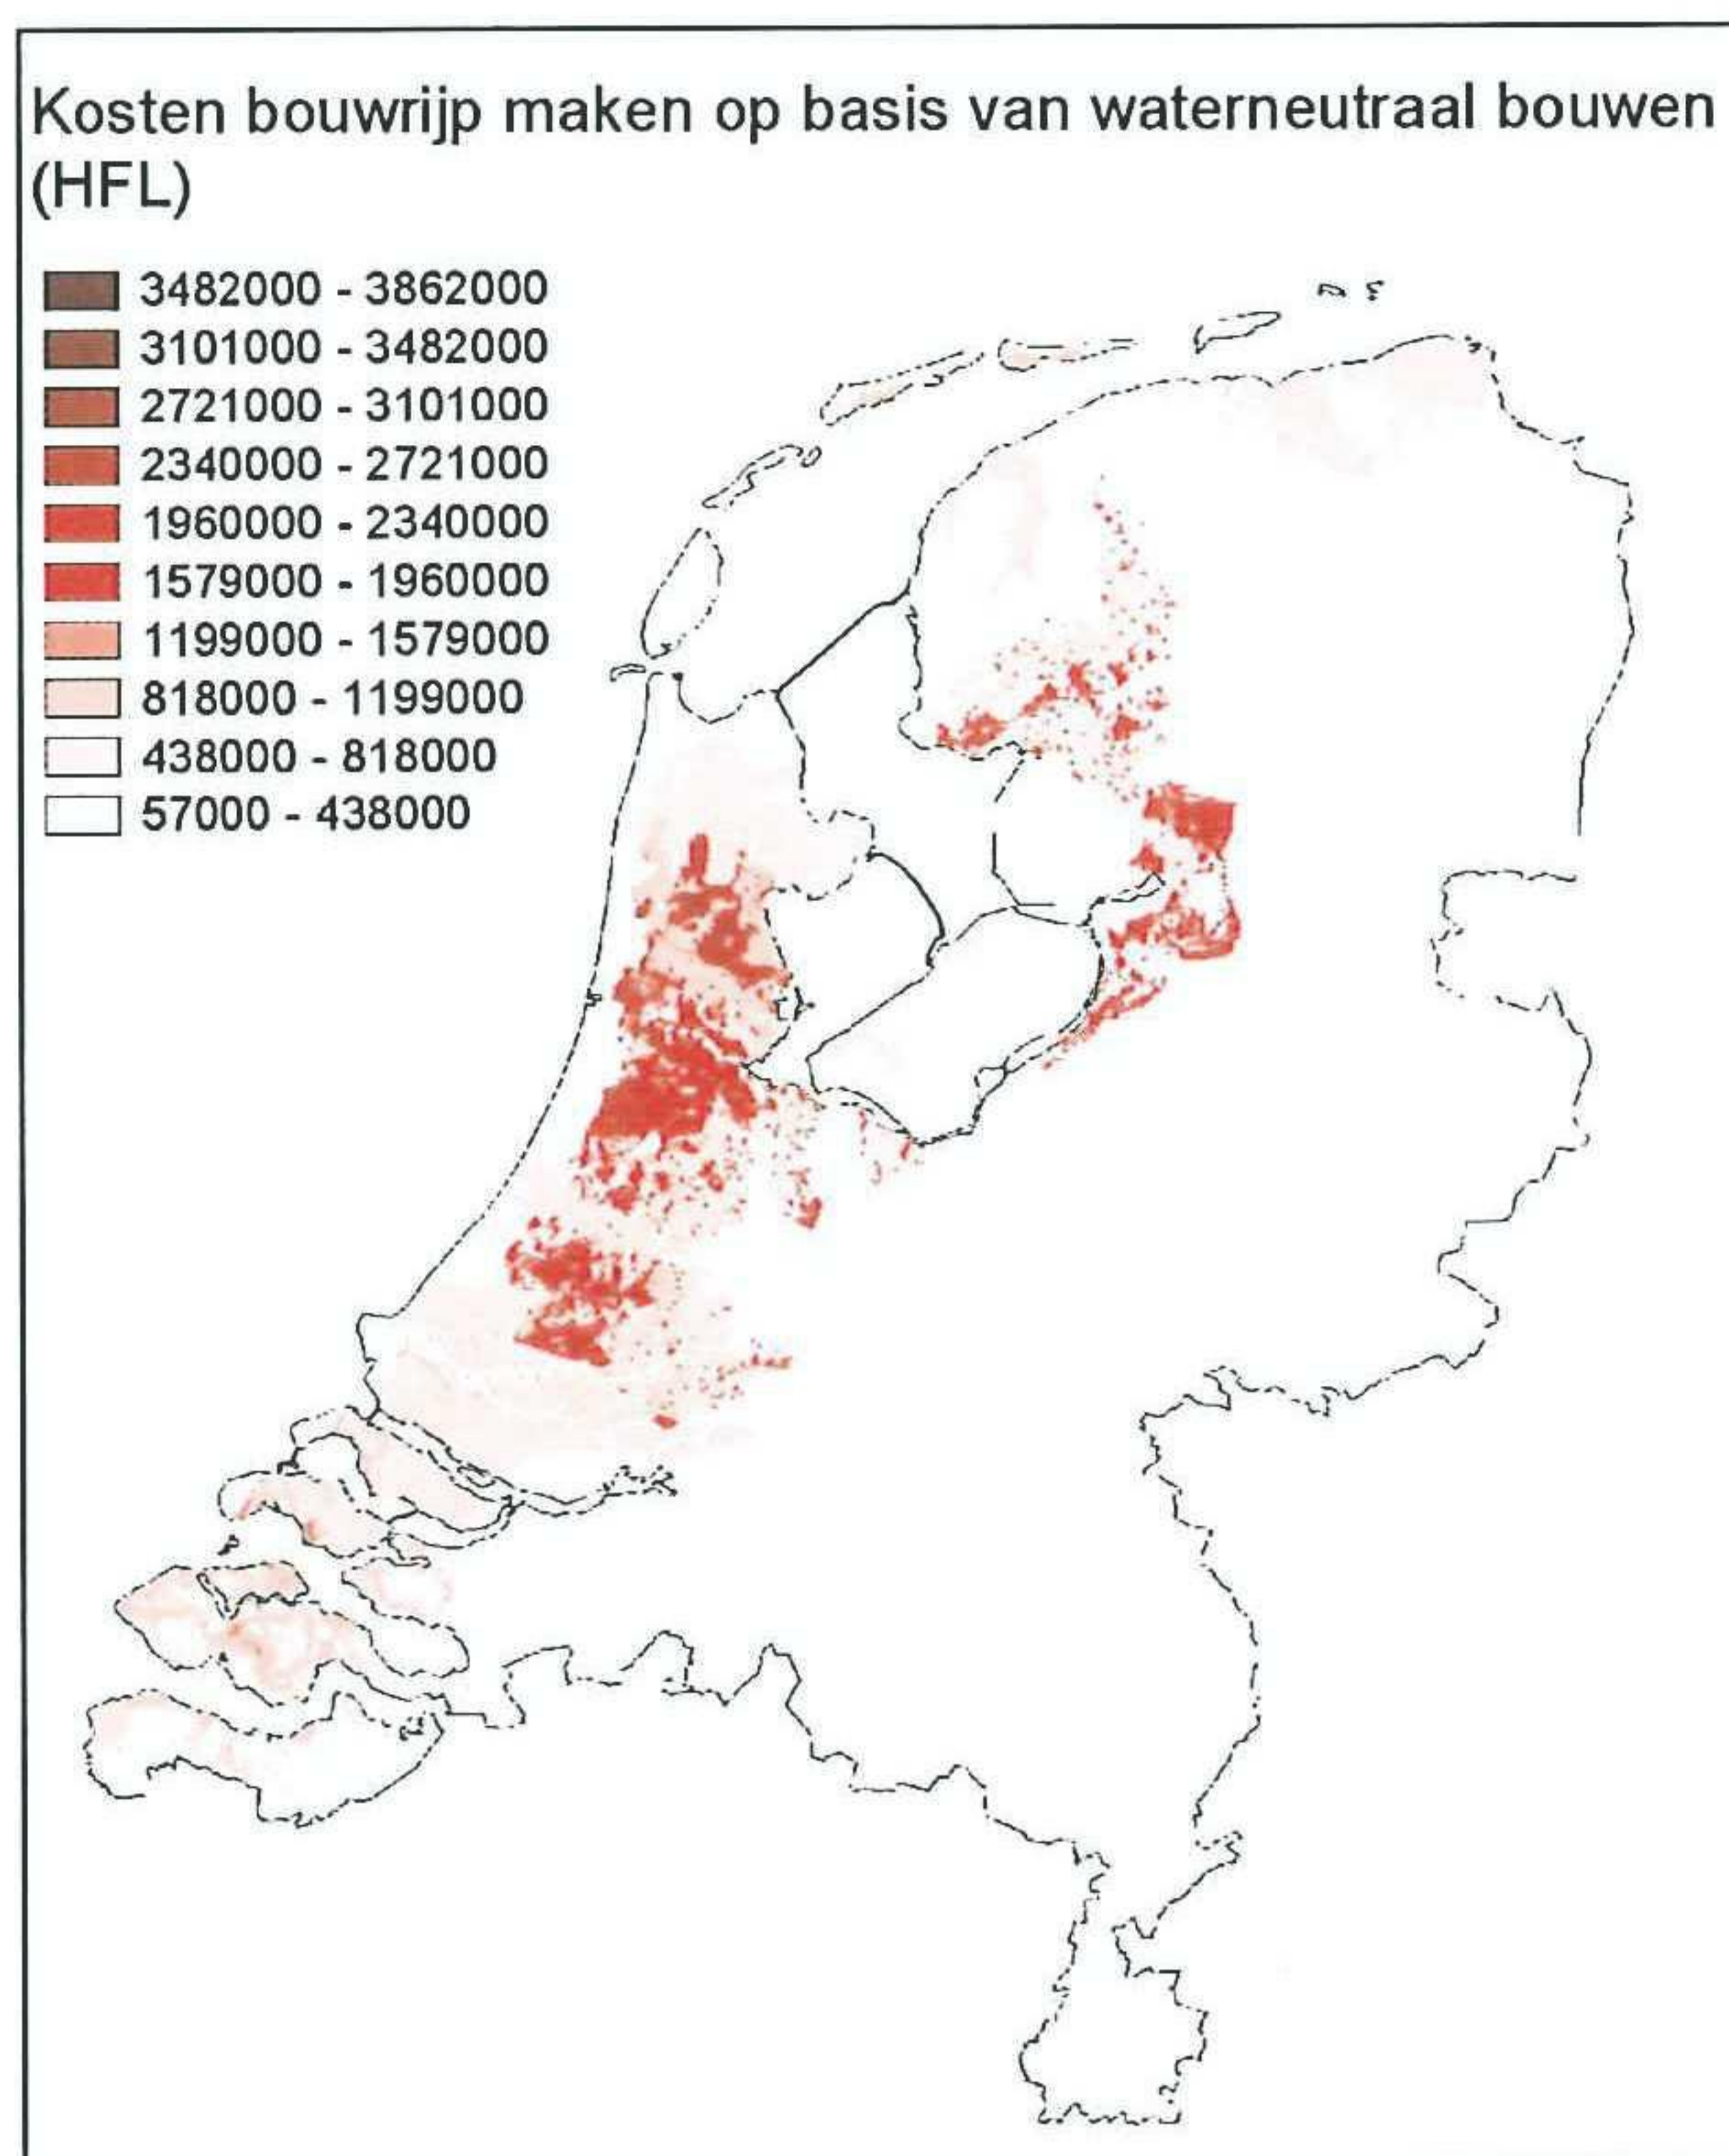 Kosten bouwrijp maken op basis van waterneutraal bouwen
(HFL)
3482000 - 3862000
3101000 - 3482000
2721000 - 3101000
2340000 - 2721000
1960000 - 2340000
1579000 - 1960000
1199000 - 1579000
818000 - 1199000
438000 - 818000
57000 - 438000